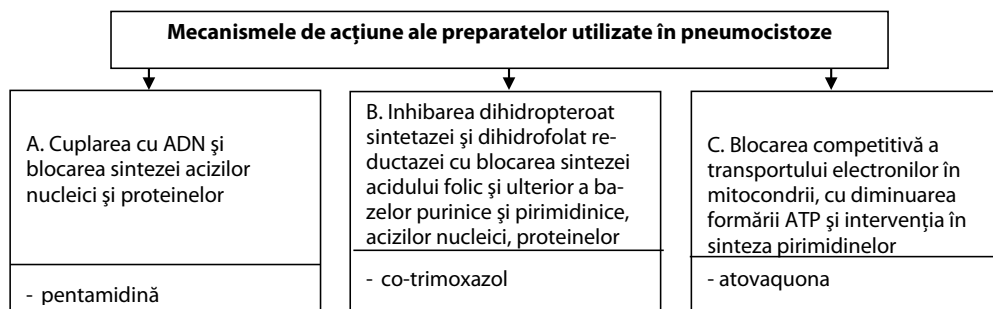 Mecanismele de acțiune ale preparatelor utilizate în pneumocistoze
A. Cuplarea cu ADN şi
blocarea sintezei acizilor
nucleici şi proteinelor
- pentamidină
B. Inhibarea dihidropteroat
sintetazei şi dihidrofolat re-
ductazei cu blocarea sintezei
acidului folic şi ulterior a ba-
zelor purinice şi pirimidinice,
acizilor nucleici, proteinelor
- co-trimoxazol
C. Blocarea competitivă a
transportului electronilor în
mitocondrii, cu diminuarea
formării ATP şi intervenția în
sinteza pirimidinelor
- atovaquona